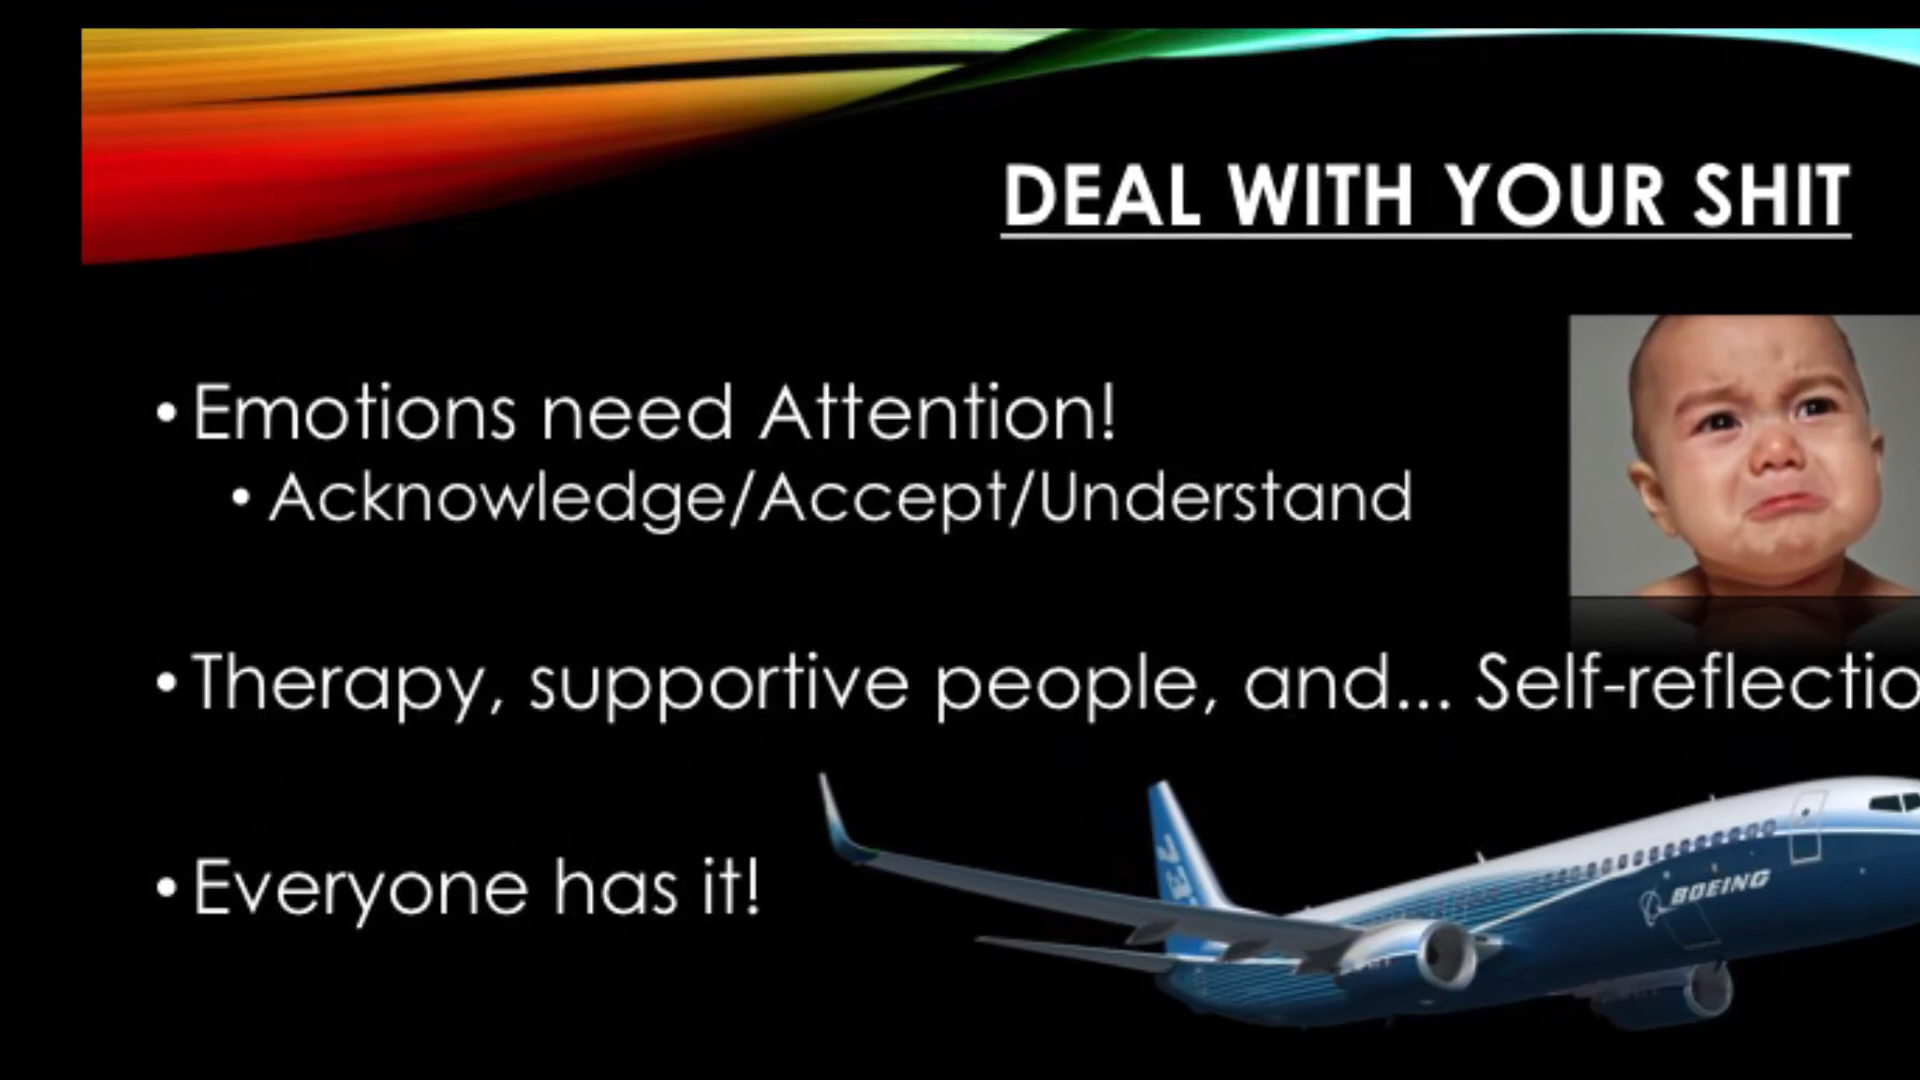 DEAL WITH YOUR SHIT
• Emotions need Attention!
• Acknowledge/Accept/Understand
• Therapy, supportive people, and... Self-reflectio
• Everyone has it!
BOEING